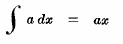 ∫ a dx = ax